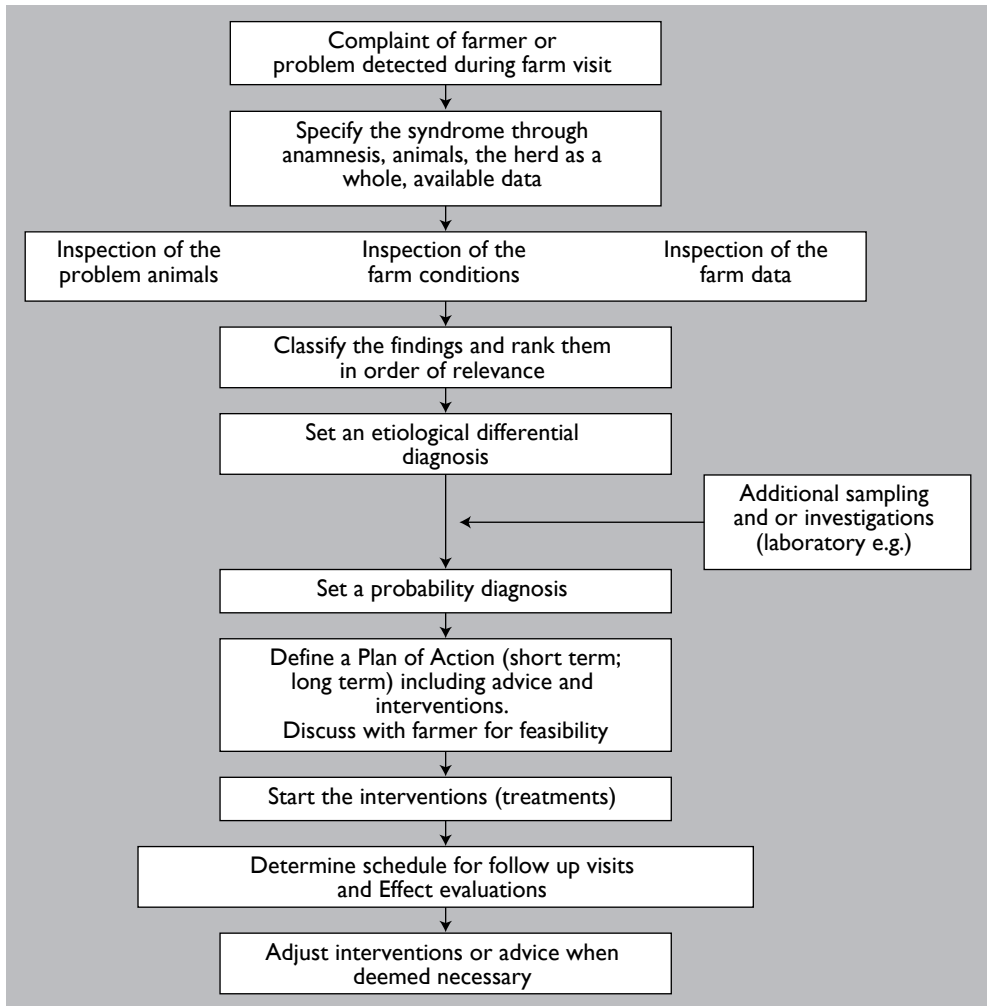 Complaint of farmer or
problem detected during farm visit
Specify the syndrome through
anamnesis, animals, the herd as a
whole, available data
Inspection of the
problem animals
Inspection of the
farm conditions
Inspection of the
farm data
Classify the findings and rank them
in order of relevance
Set an etiological differential
diagnosis
Additional sampling
and or investigations
(laboratory e.g.)
Set a probability diagnosis
Define a Plan of Action (short term;
long term) including advice and
interventions.
Discuss with farmer for feasibility
Start the interventions (treatments)
Determine schedule for follow up visits
and Effect evaluations
Adjust interventions or advice when
deemed necessary